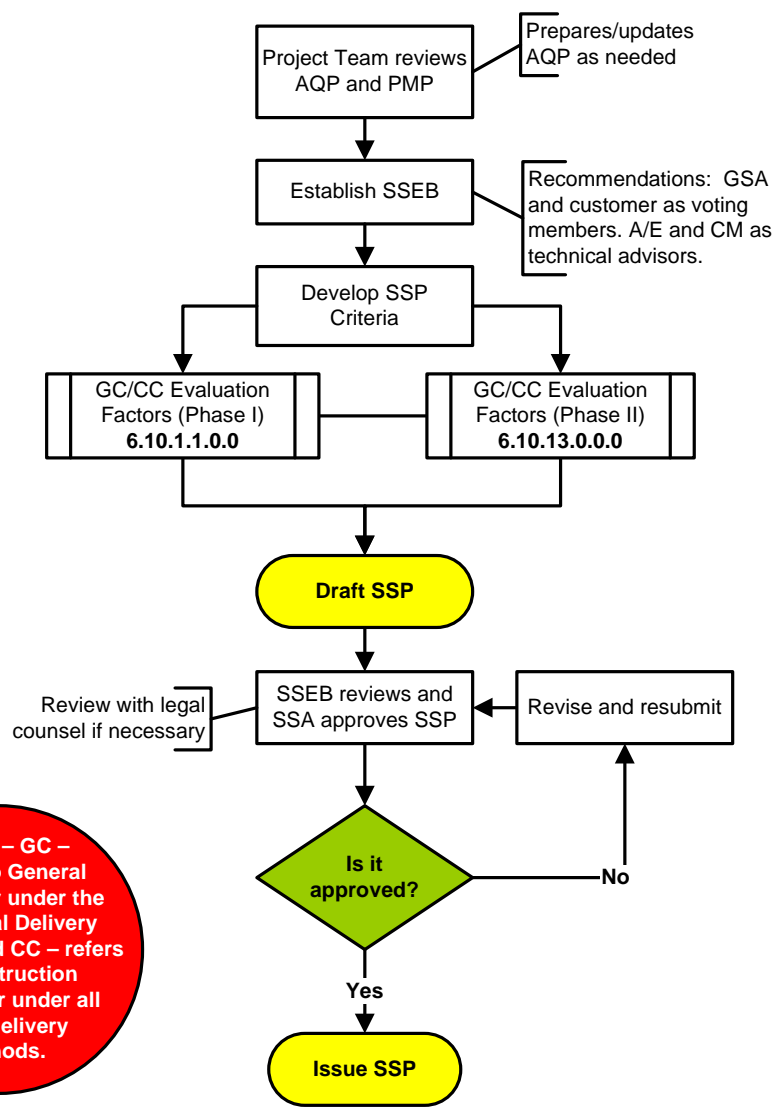 Project Team reviews
AQP and PMP
Prepares/updates
AQP as needed
Establish SSEB
Recommendations: GSA
and customer as voting
members. A/E and CM as
technical advisors.
Develop SSP
Criteria
GC/CC Evaluation
Factors (Phase I)
6.10.1.1.0.0
GC/CC Evaluation
Factors (Phase II)
6.10.13.0.0.0
Draft SSP
Review with legal
counsel if necessary
SSEB reviews and
SSA approves SSP
Revise and resubmit
– GC –
General
under the
Delivery
CC – refers
under all
Is it
approved?
No
Yes
Issue SSP